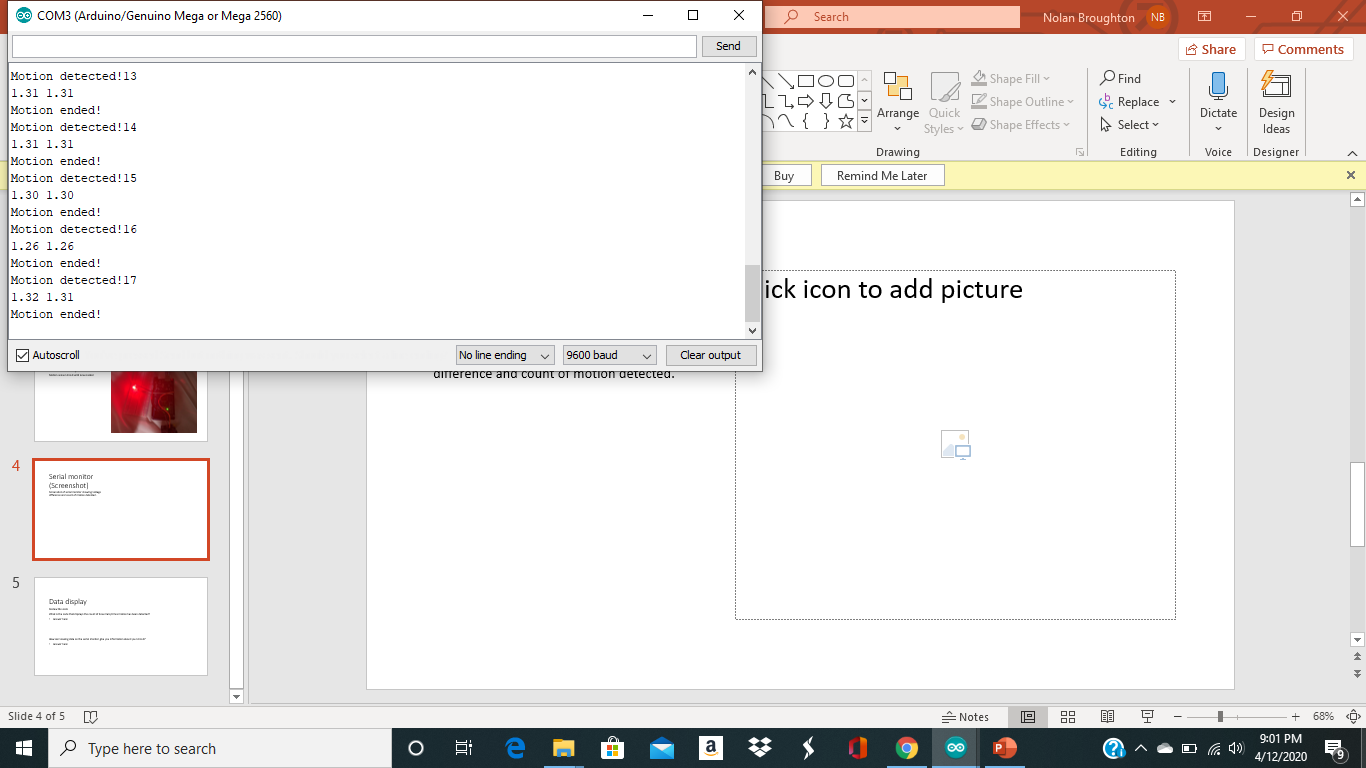 COM3 (Arduino/Genuino Mega or Mega 2560)
Search
Nolan Broughton
NB
Send
Share
Comments
Motion detected!13
1.31 1.31
Motion ended!
Motion detected!14
1.31 1.31
Motion ended!
Motion detected!15
1.30 1.30
Motion ended!
Motion detected!16
1.26 1.26
Motion ended!
Motion detected!17
1.32 1.31
Motion ended!
Autoscroll
No line ending
9600 baud
Clear output
Arrange
Quick
Styles
Shape Fill
Shape Outline
Shape Effects
Drawing
Find
Replace
Select
Editing
Dictate
Voice
Design
Ideas
Designer
Buy
Remind Me Later
ick icon to add picture
difference and count of motion detected.
4
Serial monitor
(Screenshot)
5
Data display
Slide 4 of 5
Notes
68%
Type here to search
9:01 PM
4/12/2020
9